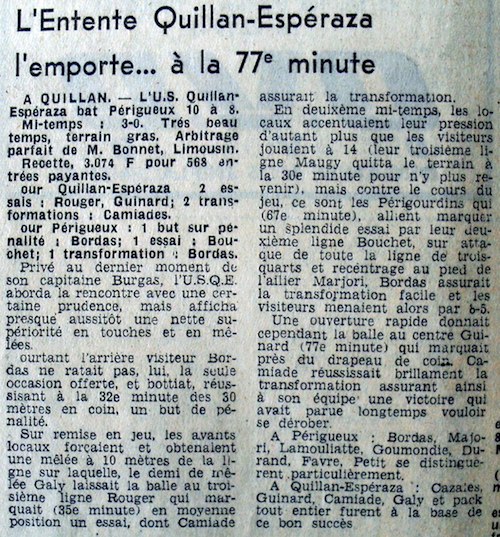 L'Entente Quillan-Espéraza
l'emporte... à la 77e minute
A QUILLAN. — L'U.S. Quillan-
Espéraza bat Périgueux 10 à 8.
Mi-temps : 3-0. Trés beau
temps, terrain gras. Arbitrage
parfait de M. Bonnet, Limousin.
Recette, 3.074 F pour 568 en-
trées payantes.
our Quillan-Espéraza 2 es-
sais : Rouger, Guinard; 2 trans-
formations : Camiades.
our Périgueux : 1 but sur pé-
nalité : Bordas; 1 essai : Bou-
chet; 1 transformation : Bordas.
Privé au dernier moment de
son capitaine Burgas, l'U.S.Q.E.
aborda la rencontre avec une cer-
taine prudence, mais afficha
presque aussitôt une nette su-
périorité en touches et en mê-
lées.
ourtant l'arrière visiteur Bor-
das ne ratait pas, lui, la seule
occasion offerte, et bottiat, réus-
sisant à la 32e minute des 30
mètres en coin, un but de pé-
nalité.
Sur remise en jeu, les avants
locaux forçaient et obtenaient
une mêlée à 10 mètres de la li-
gne sur laquelle, le demi de mê-
lée Galy laissait la balle au troi-
sième ligne Rouger qui mar-
quait (35e minute) en moyenne
position un essai, dont Camiade
assurait la transformation.
En deuxième mi-temps, les lo-
caux accentuaient leur pression
d'autant plus que les visiteurs
jouaient à 14 (leur troisième li-
gne Maugy quitta le terrain à
la 30e minute pour n'y plus re-
venir), mais contre le cours du
jeu, ce sont les Périgourdins qui
(67e minute), allient marquer
un splendide essai par leur deu-
xième ligne Bouchet, sur atta-
que de toute la ligne de trois-
quarts et recentrage au pied de
l'ailier Marjori, Bordas assurait
la transformation facile et les
visiteurs menaient alors par
Une ouverture rapide donnait
cependant la balle au centre Gui-
nard (77e minute) qui marquait
près du drapeau de coin. Ca-
miade réussissait brillament la
transformation assurant ainsi
à son équipe une victoire qui
avait parue longtemps vouloir
se dérober.
A Périgueux : Bordas, Majo-
ri, Lamouliatte, Goumondie, Du-
rand, Favre, Petit se distingué-
rent particulièrement.
A Quillan-Espéraza : Cazales,
Guinard, Camiade, Galy et pack
tout entier furent à la base de
ce bon succès